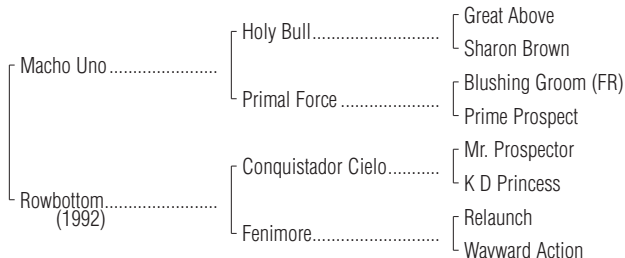 Great Above
Holy Bull......................
Sharon Brown
Macho Uno......................
Blushing Groom (FR)
Primal Force ....................
Prime Prospect
Mr. Prospector
Conquistador Cielo...........
K D Princess
Rowbottom.......................
(1992)
Relaunch
Fenimore.........................
Wayward Action